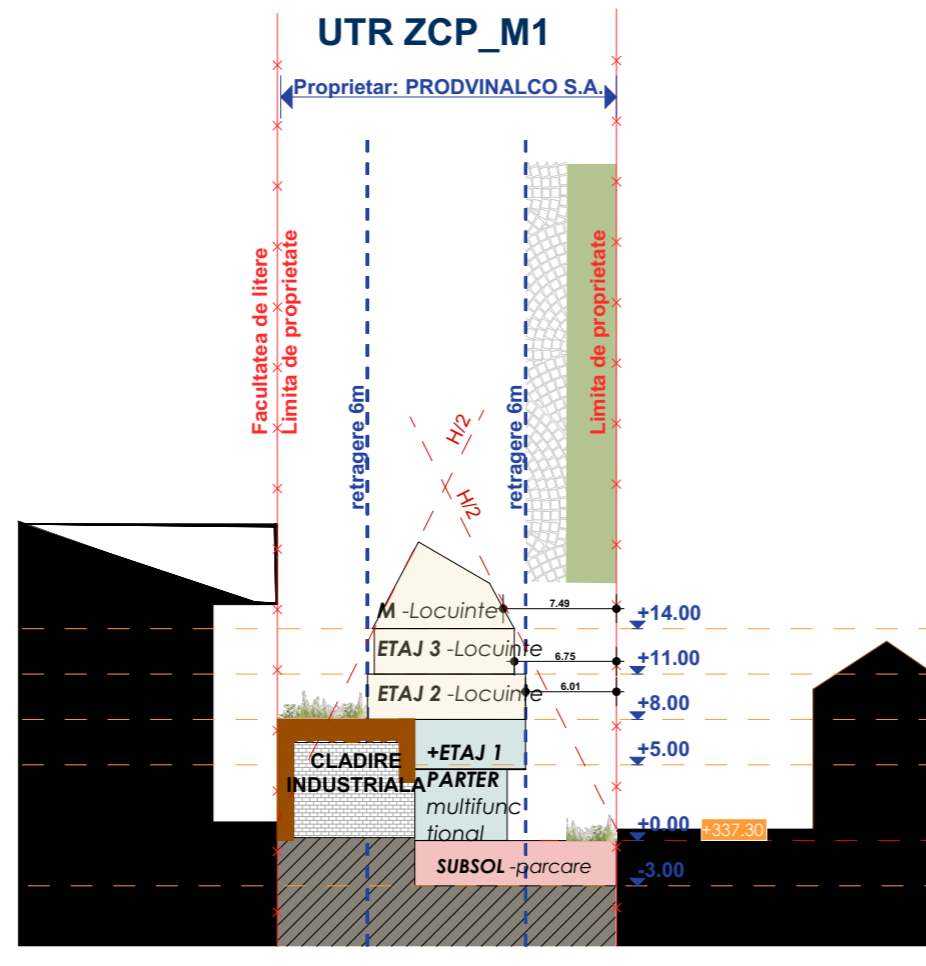 UTR ZCP_M1
Proprietar: PRODVINALCO S.A.
Facultatea de litere
Limita de proprietate
retragere 6m
retragere 6m
Limita de proprietate
H/2
H/2
M -Locuinte
7.49
+14.00
ETAJ 3 -Locuinte
6.75
+11.00
ETAJ 2 -Locuinte
6.01
+8.00
+ETAJ 1
+5.00
CLADIRE
INDUSTRIALA
PARTER
multifunc
tional
+0.00
+337.30
SUBSOL -parcare
-3.00